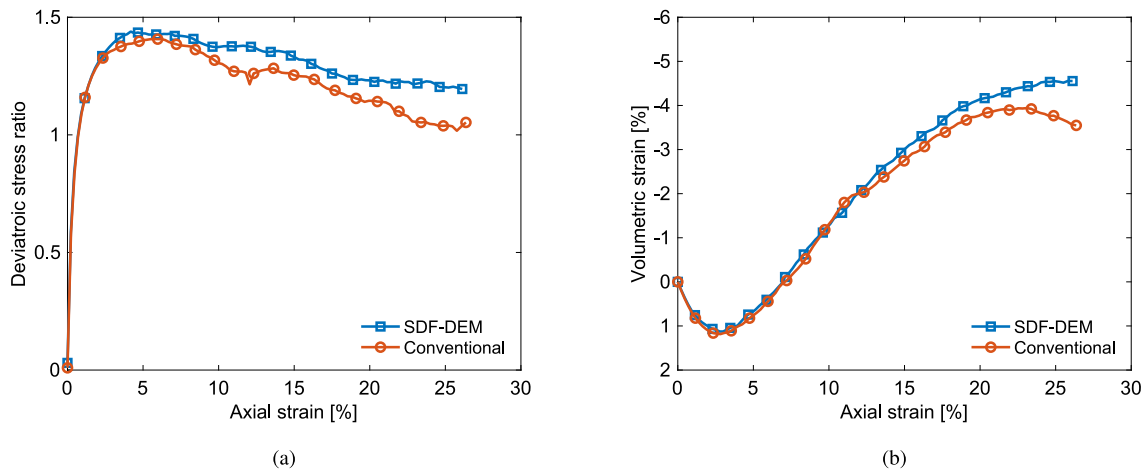 1.5
1
0.5
0
Deviatroic stress ratio
0
5
10
15
20
25
30
Axial strain [%]
SDF-DEM
Conventional
(a)
-6
-5
-4
-3
-2
-1
0
1
2
Volumetric strain [%]
0
5
10
15
20
25
30
Axial strain [%]
SDF-DEM
Conventional
(b)